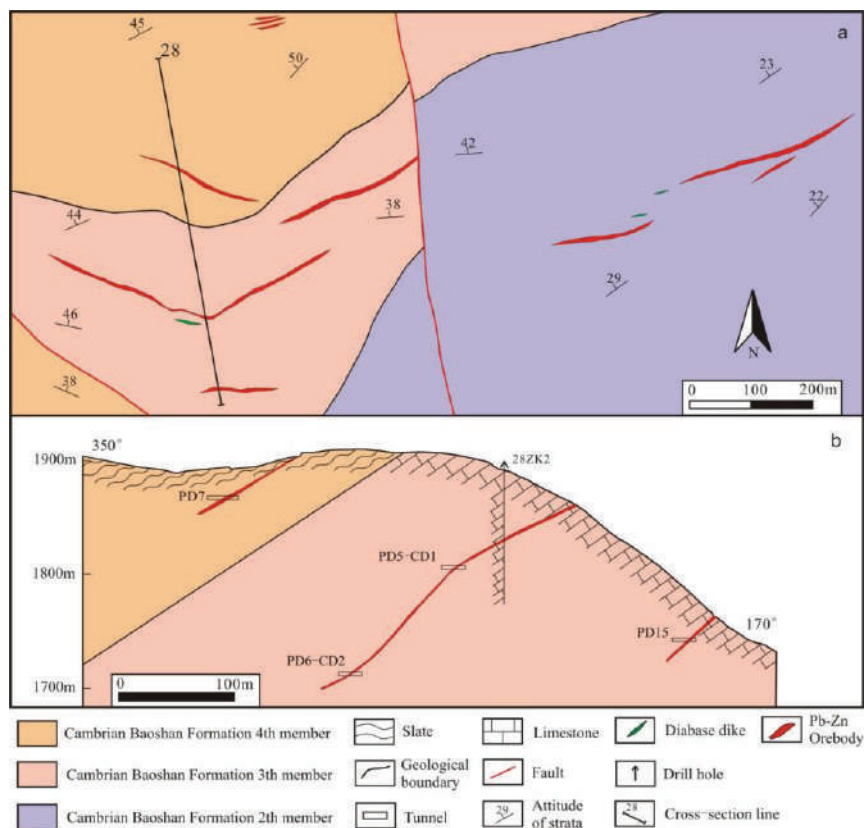 a
45
28
50
23
42
44
38
22
29
46
38
N
0 100 200m
b
350°
1900m
28ZK2
PD7
PD5-CD1
1800m
170°
PD15
PD6-CD2
1700m
0 100m
Cambrian Baoshan Formation 4th member
Slate
Limestone
Diabase dike
Pb-Zn
Orebody
Cambrian Baoshan Formation 3th member
Geological
boundary
Fault
Drill hole
Cambrian Baoshan Formation 2th member
Tunnel
29
Attitude
of strata
28
Cross-section line